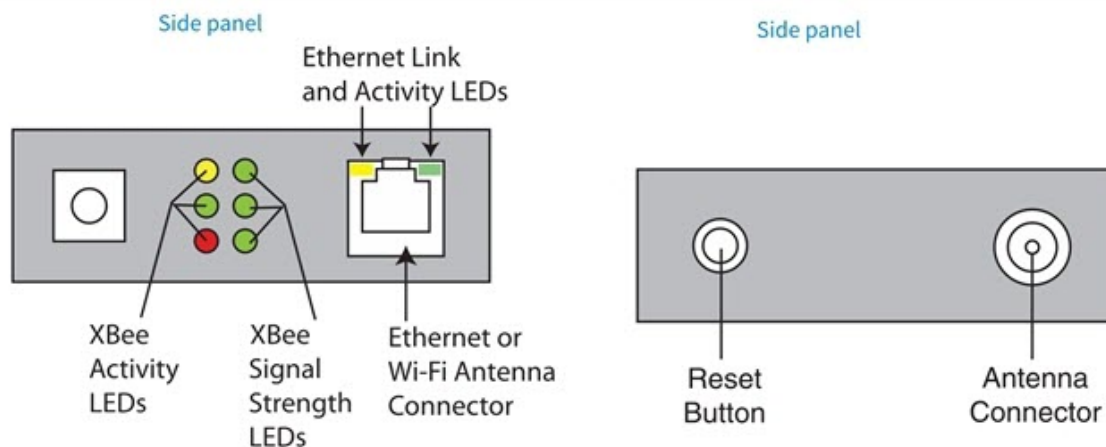 Side panel
Ethernet Link
and Activity LEDs
XBee
Activity
LEDs
XBee
Signal
Strength
LEDs
Ethernet or
Wi-Fi Antenna
Connector
Side panel
Reset
Button
Antenna
Connector